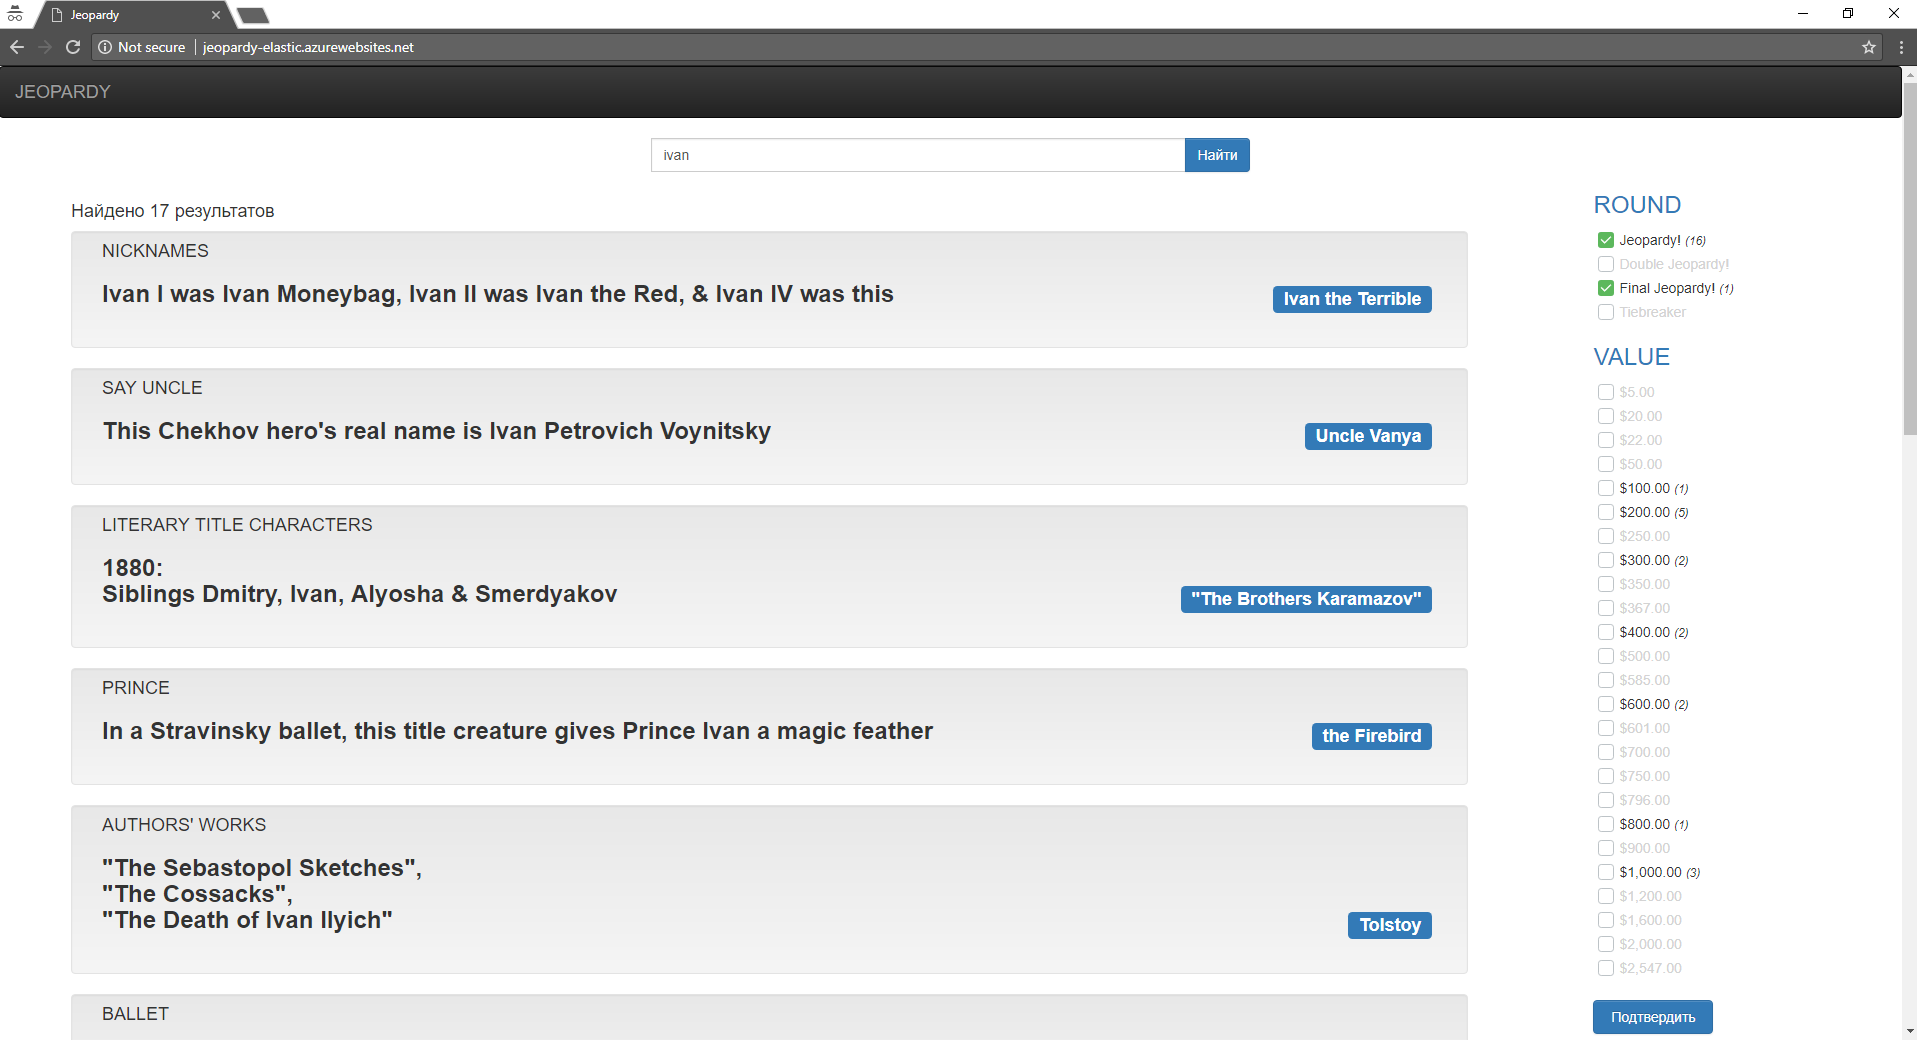 Jeopardy
Not secure
jeopardy-elastic.azurewebsites.net
JEOPARDY
ivan
Найти
Найдено 17 результатов
NICKNAMES
Ivan I was Ivan Moneybag, Ivan II was Ivan the Red, & Ivan IV was this
Ivan the Terrible
SAY UNCLE
This Chekhov hero's real name is Ivan Petrovich Voynitsky
Uncle Vanya
LITERARY TITLE CHARACTERS
1880:
Siblings Dmitry, Ivan, Alyosha & Smerdyakov
"The Brothers Karamazov"
PRINCE
In a Stravinsky ballet, this title creature gives Prince Ivan a magic feather
the Firebird
AUTHORS' WORKS
"The Sebastopol Sketches",
"The Cossacks",
"The Death of Ivan Ilyich"
Tolstoy
BALLET
ROUND
Jeopardy! (16)
Double Jeopardy!
Final Jeopardy! (1)
Tiebreaker
VALUE
$5.00
$20.00
$22.00
$50.00
$100.00 (1)
$200.00 (5)
$250.00
$300.00 (2)
$350.00
$367.00
$400.00 (2)
$500.00
$585.00
$600.00 (2)
$601.00
$700.00
$750.00
$796.00
$800.00 (1)
$900.00
$1,000.00 (3)
$1,200.00
$1,600.00
$2,000.00
$2,547.00
Подтвердить